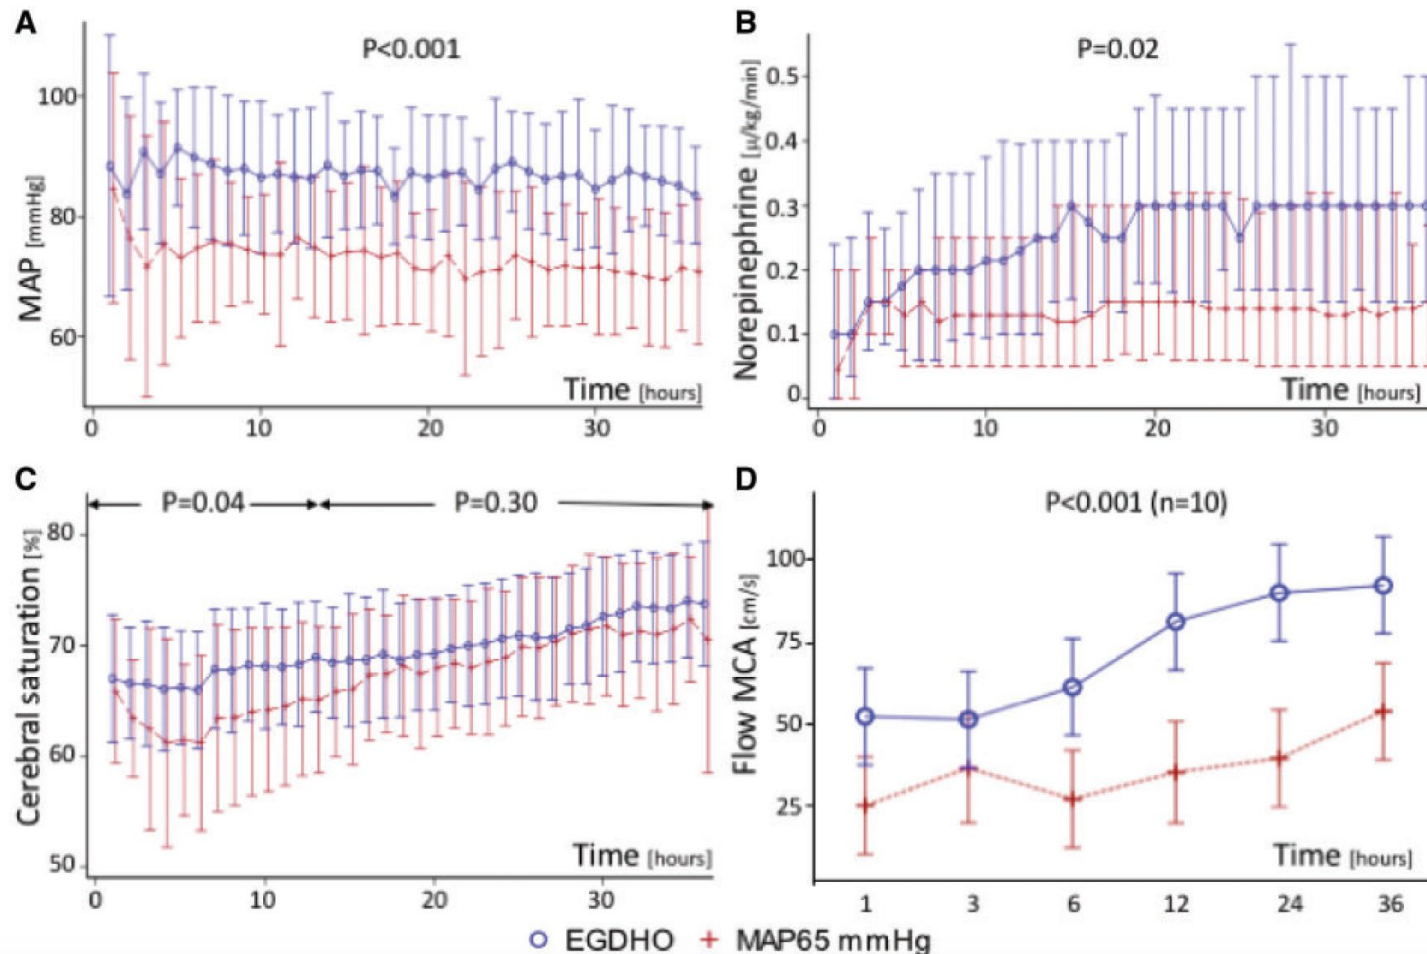 A
P<0.001
MAP [mmHg]
100
80
60
Time [hours]
0 10 20 30
B
P=0.02
Norepinephrine [μ/kg/min]
0.5
0.4
0.3
0.2
0.1
0
Time [hours]
0 10 20 30
C
P=0.04 P=0.30
Cerebral saturation [%]
80
70
60
50
Time [hours]
0 10 20 30
D
P<0.001 (n=10)
Flow MCA [cm/s]
100
75
50
25
Time [hours]
1 3 6 12 24 36
EGDHO MAP65 mmHg